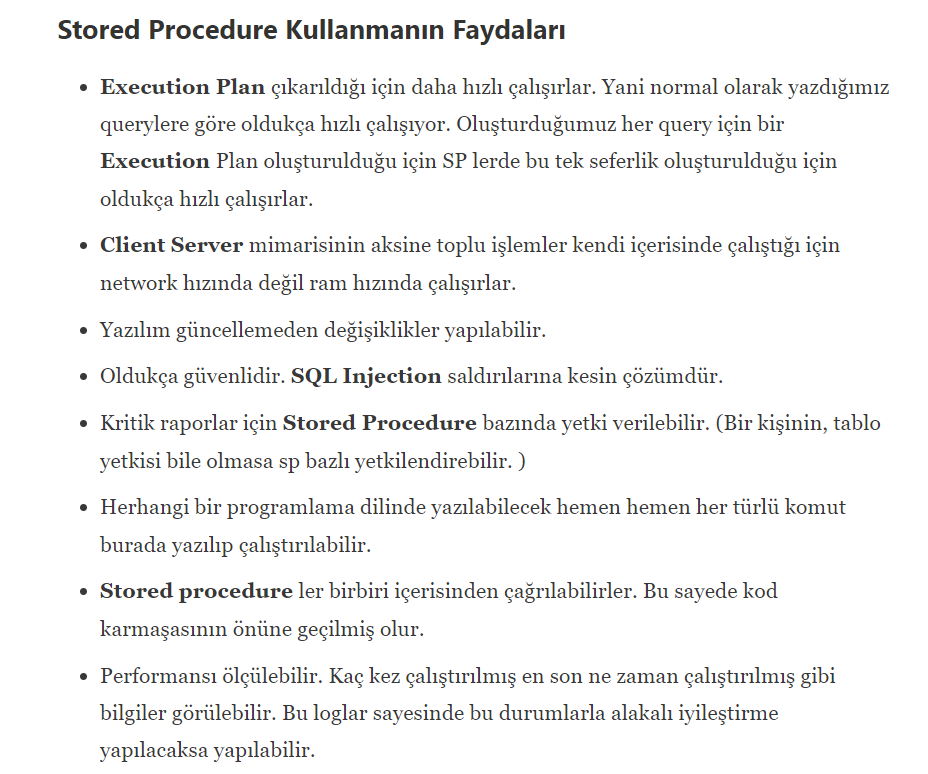 Stored Procedure Kullanmanın Faydaları
• Execution Plan çıkarıldığı için daha hızlı çalışırlar. Yani normal olarak yazdığımız
querylere göre oldukça hızlı çalışıyor. Oluşturduğumuz her query için bir
Execution Plan oluşturulduğu için SP lerde bu tek seferlik oluşturulduğu için
oldukça hızlı çalışırlar.
• Client Server mimarisinin aksine toplu işlemler kendi içerisinde çalıştığı için
network hızında değil ram hızında çalışırlar.
• Yazılım güncellemeden değişiklikler yapılabilir.
• Oldukça güvenlidir. SQL Injection saldırılarına kesin çözümdür.
• Kritik raporlar için Stored Procedure bazında yetki verilebilir. (Bir kişinin, tablo
yetkisi bile olmasa sp bazlı yetkilendirebilir. )
• Herhangi bir programlama dilinde yazılabilecek hemen hemen her türlü komut
burada yazılıp çalıştırılabilir.
• Stored procedure ler birbiri içerisinden çağrılabilirler. Bu sayede kod
karmaşasının önüne geçilmiş olur.
• Performansı ölçülebilir. Kaç kez çalıştırılmış en son ne zaman çalıştırılmış gibi
bilgiler görülebilir. Bu loglar sayesinde bu durumlarla alakalı iyileştirme
yapılacaksa yapılabilir.